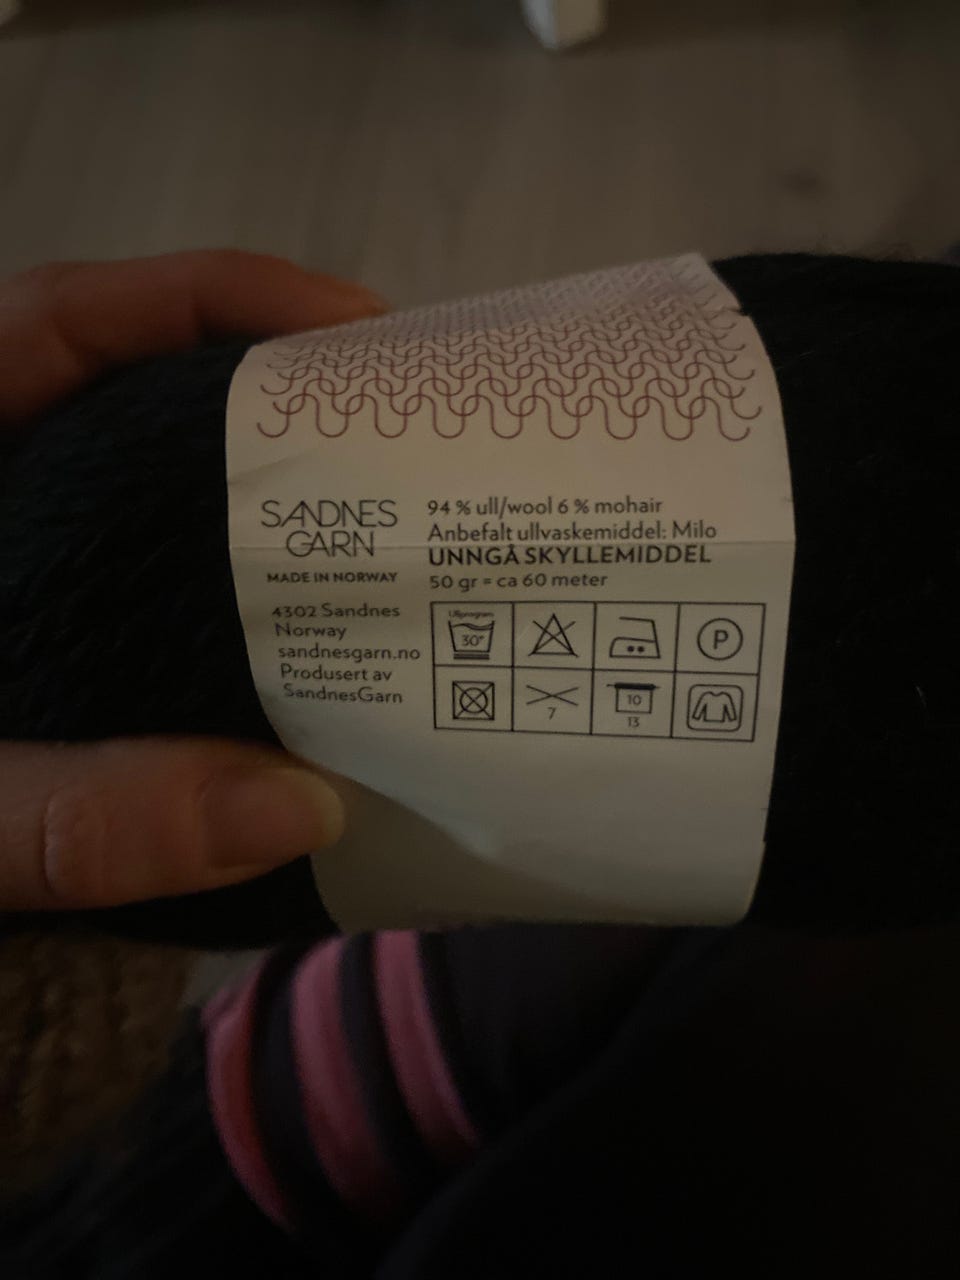 SANDNES
GARN
MADE IN NORWAY
4302 Sandnes
Norway
sandnesgarn.no
Produsert av
SandnesGarn
94 % ull/wool 6 % mohair
Anbefalt ullvaskemiddel: Milo
UNNGÅ SKYLLEMIDDEL
50 gr = ca 60 meter
Ullprogram
30°
P
7
10
13